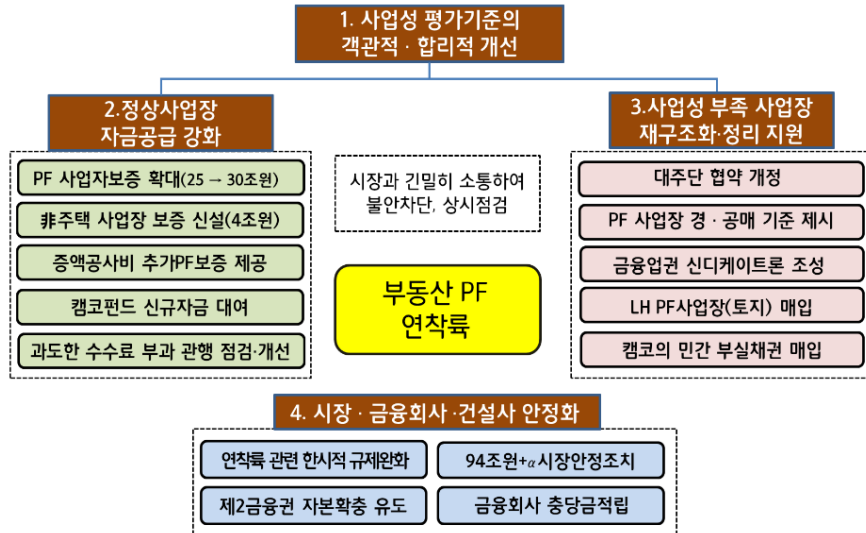 1. 사업성 평가기준의
객관적 · 합리적 개선
2.정상사업장
자금공급 강화
PF 사업자보증 확대(25 → 30조원)
非주택 사업장 보증 신설(4조원)
증액공사비 추가PF보증 제공
캠코펀드 신규자금 대여
과도한 수수료 부과 관행 점검·개선
시장과 긴밀히 소통하여
불안차단, 상시점검
부동산 PF
연착륙
3.사업성 부족 사업장
재구조화·정리 지원
대주단 협약 개정
PF 사업장 경 · 공매 기준 제시
금융업권 신디케이트론 조성
LH PF사업장(토지) 매입
캠코의 민간 부실채권 매입
4. 시장 · 금융회사 ·건설사 안정화
연착륙 관련 한시적 규제완화
94조원+α시장안정조치
제2금융권 자본확충 유도
금융회사 충당금적립